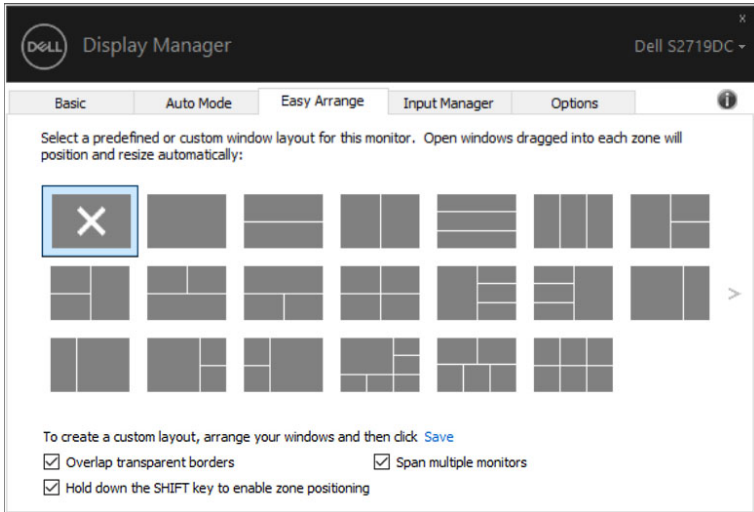 x
DELL Display Manager Dell S2719DC
Basic Auto Mode Easy Arrange Input Manager Options
Select a predefined or custom window layout for this monitor. Open windows dragged into each zone will
position and resize automatically:
To create a custom layout, arrange your windows and then click Save
Overlap transparent borders Span multiple monitors
Hold down the SHIFT key to enable zone positioning